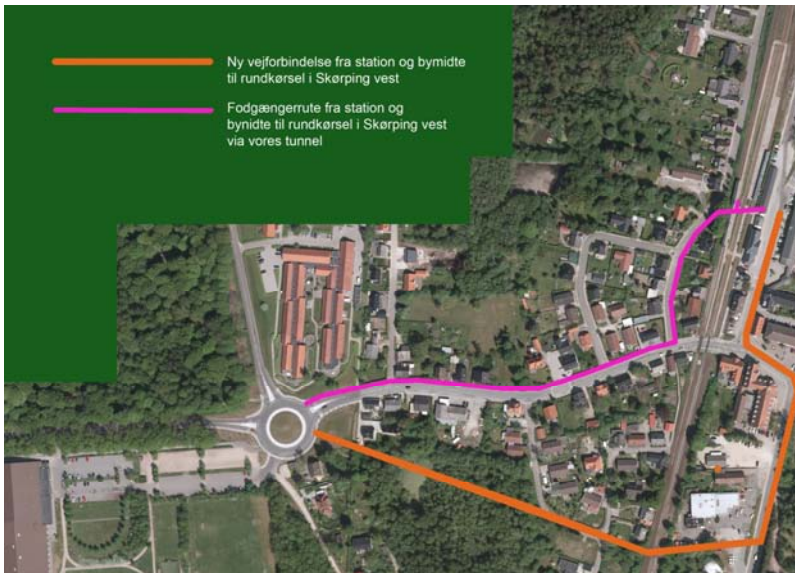 Ny vejforbindelse fra station og bymidte
til rundkørsel i Skørping vest
Fodgængerrute fra station og
bynidte til rundkørsel i Skørping vest
via vores tunnel